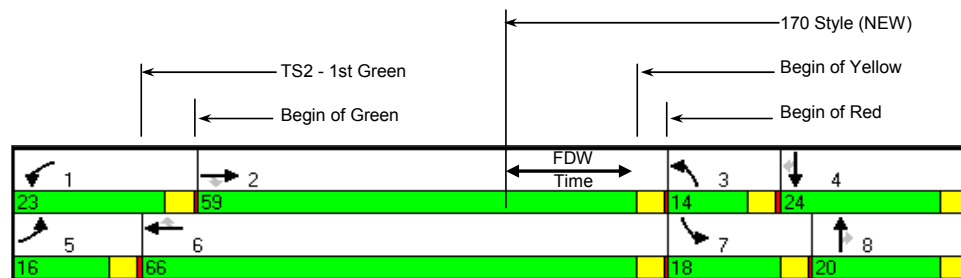 170 Style (NEW)
TS2 - 1st Green
Begin of Yellow
Begin of Green
Begin of Red
FDW
Time
1
2
3
4
23
59
14
24
5
6
7
8
16
66
18
20